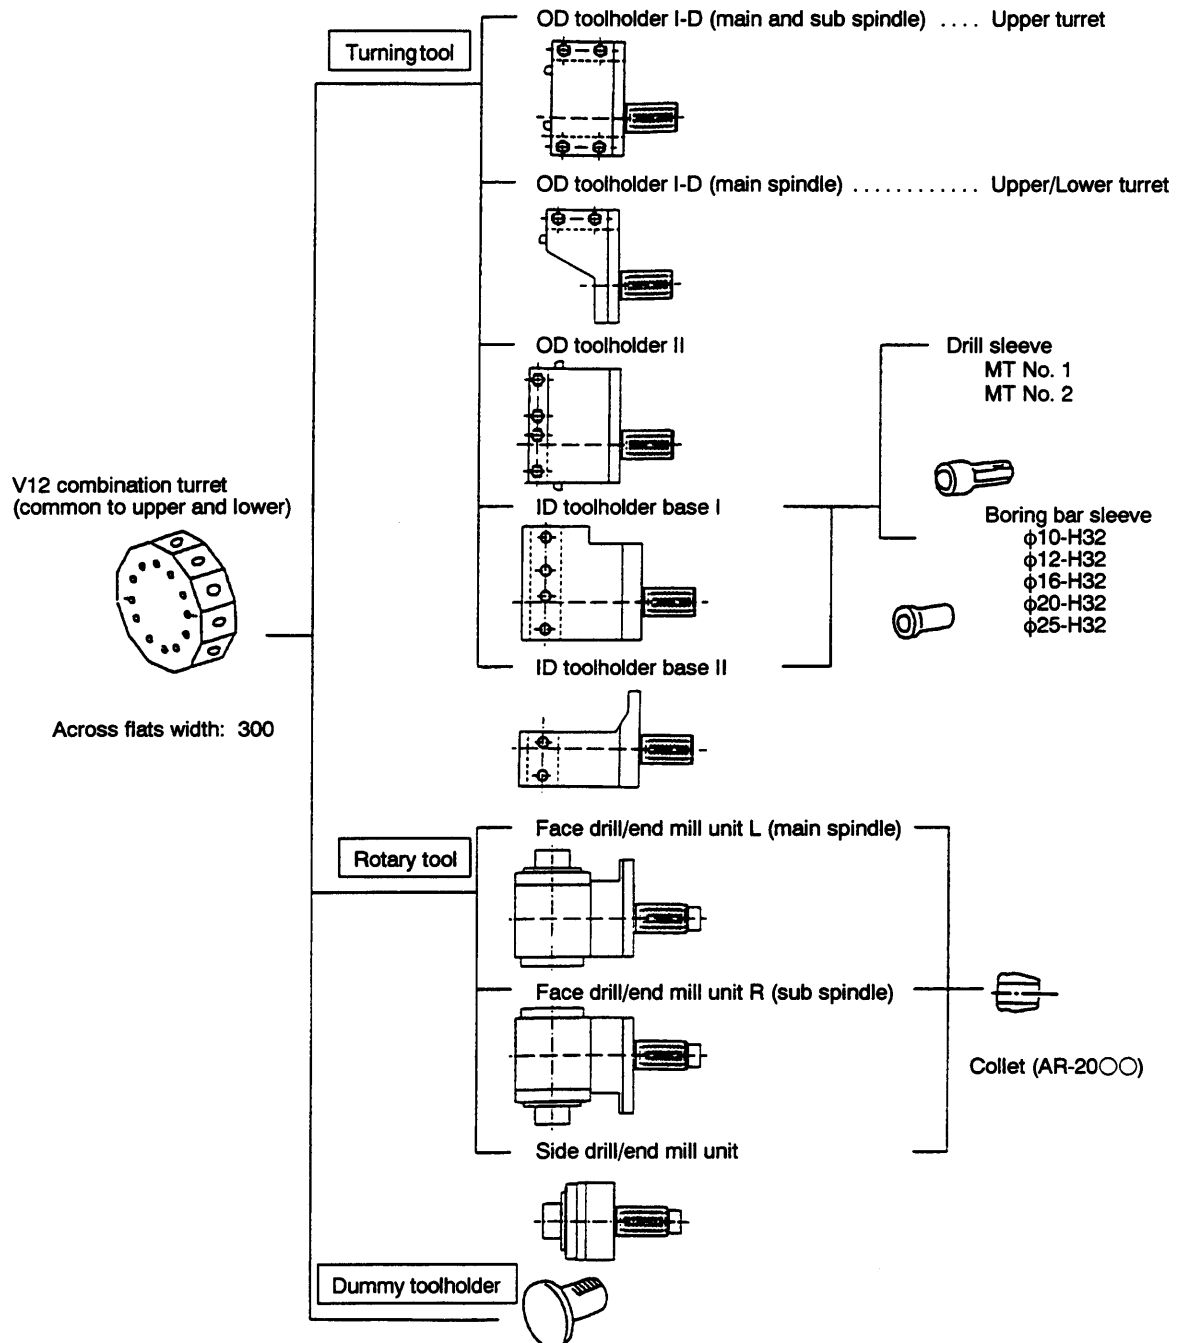 Turning tool
OD toolholder I-D (main and sub spindle) .... Upper turret
OD toolholder I-D (main spindle) ............ Upper/Lower turret
OD toolholder II
Drill sleeve
MT No. 1
MT No. 2
V12 combination turret
(common to upper and lower)
ID toolholder base I
Boring bar sleeve
ϕ10-H32
ϕ12-H32
ϕ16-H32
ϕ20-H32
ϕ25-H32
ID toolholder base II
Across flats width: 300
Rotary tool
Face drill/end mill unit L (main spindle)
Face drill/end mill unit R (sub spindle)
Collet (AR-20○○)
Side drill/end mill unit
Dummy toolholder